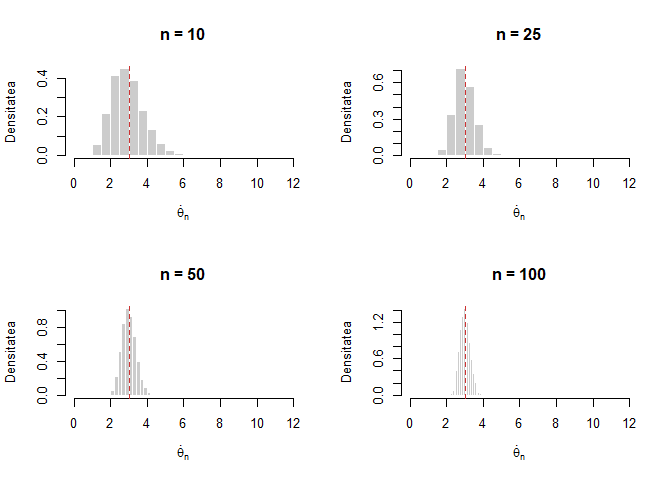 n = 10
Densitatea
0.0 0.2 0.4
0 2 4 6 8 10 12
θ̇ₙ
n = 25
Densitatea
0.0 0.3 0.6
0 2 4 6 8 10 12
θ̇ₙ
n = 50
Densitatea
0.0 0.4 0.8
0 2 4 6 8 10 12
θ̇ₙ
n = 100
Densitatea
0.0 0.6 1.2
0 2 4 6 8 10 12
θ̇ₙ